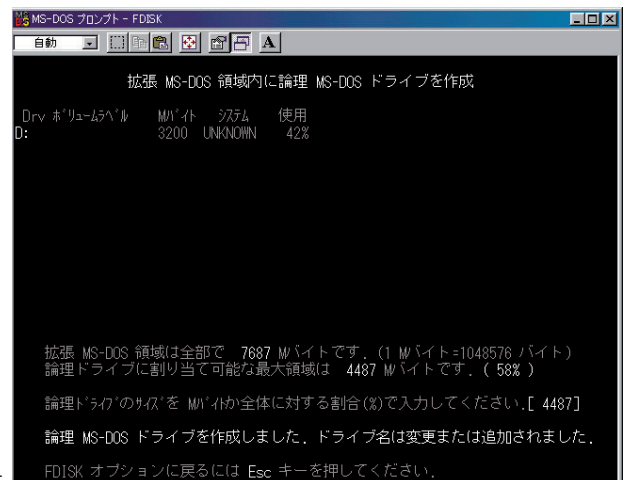 MS-DOS プロンプト - FDISK
自動
A
拡張 MS-DOS 領域内に論理 MS-DOS ドライブを作成
Drv ボリュームラベル Mバイト システム 使用
D: 3200 UNKNOWN 42%
拡張 MS-DOS 領域は全部で 7687 Mバイトです. (1 Mバイト=1048576 バイト)
論理ドライブに割り当て可能な最大領域は 4487 Mバイトです. ( 58% )
論理ドライブのサイズを Mバイトか全体に対する割合(%)で入力してください.[ 4487]
論理 MS-DOS ドライブを作成しました. ドライブ名は変更または追加されました.
FDISK オプションに戻るには Esc キーを押してください.